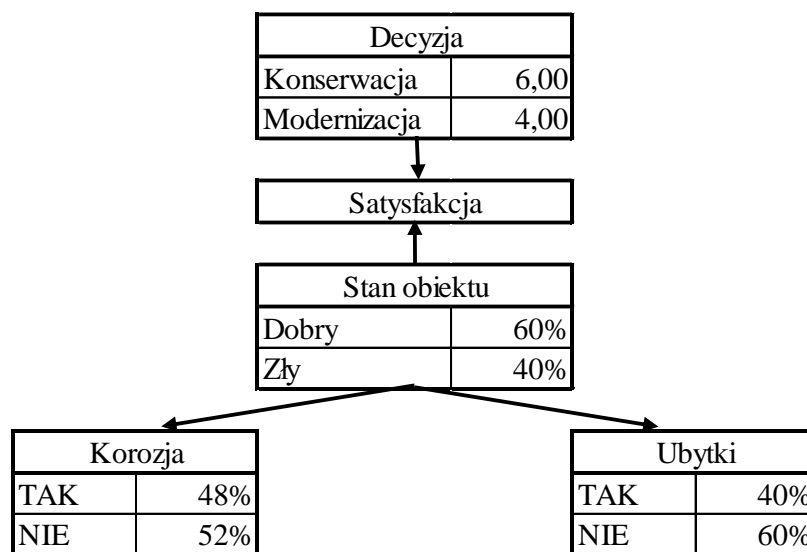 Decyzja
Konserwacja 6,00
Modernizacja 4,00
Satysfakcja
Stan obiektu
Dobry 60%
Zły 40%
Korozja Ubytki
TAK 48% TAK 40%
NIE 52% NIE 60%